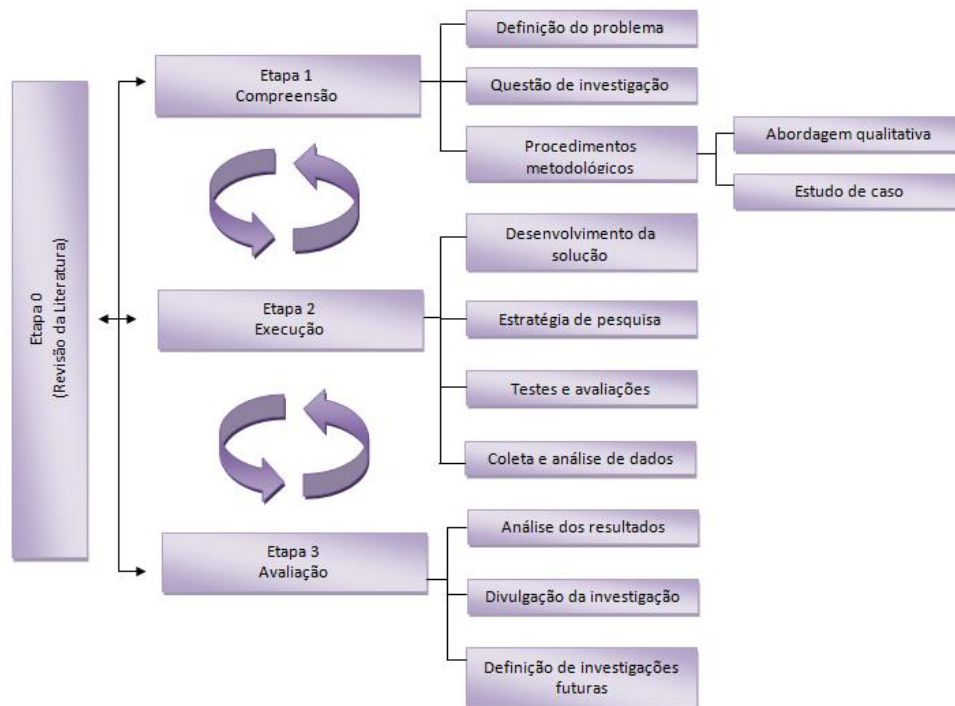 Etapa 0
(Revisão da Literatura)
Etapa 1
Compreensão
Definição do problema
Questão de investigação
Procedimentos
metodológicos
Abordagem qualitativa
Estudo de caso
Etapa 2
Execução
Desenvolvimento da
solução
Estratégia de pesquisa
Testes e avaliações
Coleta e análise de dados
Etapa 3
Avaliação
Análise dos resultados
Divulgação da investigação
Definição de investigações
futuras